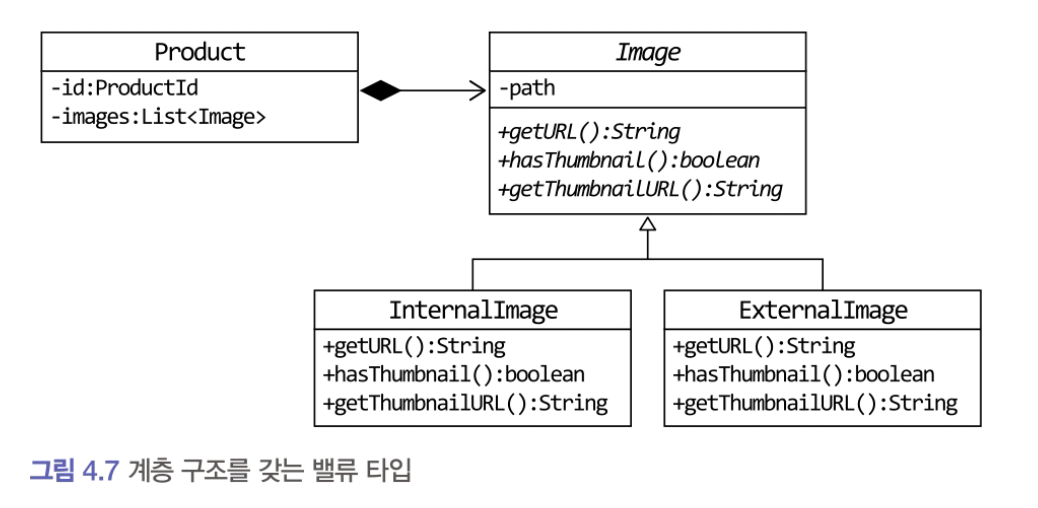 Product
-id:ProductId
-images:List<Image>
Image
-path
+getURL():String
+hasThumbnail():boolean
+getThumbnailURL():String
InternalImage
+getURL():String
+hasThumbnail():boolean
+getThumbnailURL():String
ExternalImage
+getURL():String
+hasThumbnail():boolean
+getThumbnailURL():String
그림 4.7 계층 구조를 갖는 밸류 타입